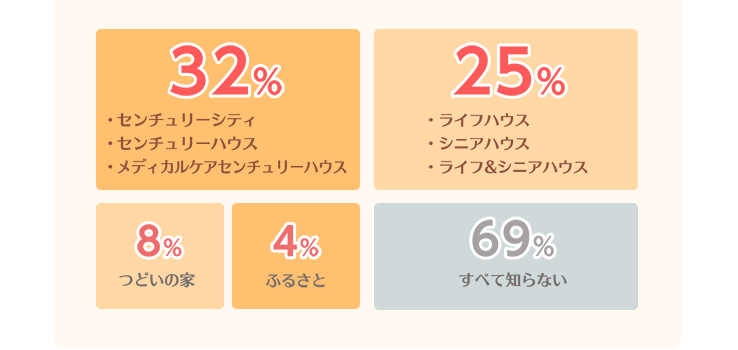 32%
・センチュリーシティ
・センチュリーハウス
・メディカルケアセンチュリーハウス
25%
・ライフハウス
・シニアハウス
・ライフ&シニアハウス
8%
つどいの家
4%
ふるさと
69%
すべて知らない